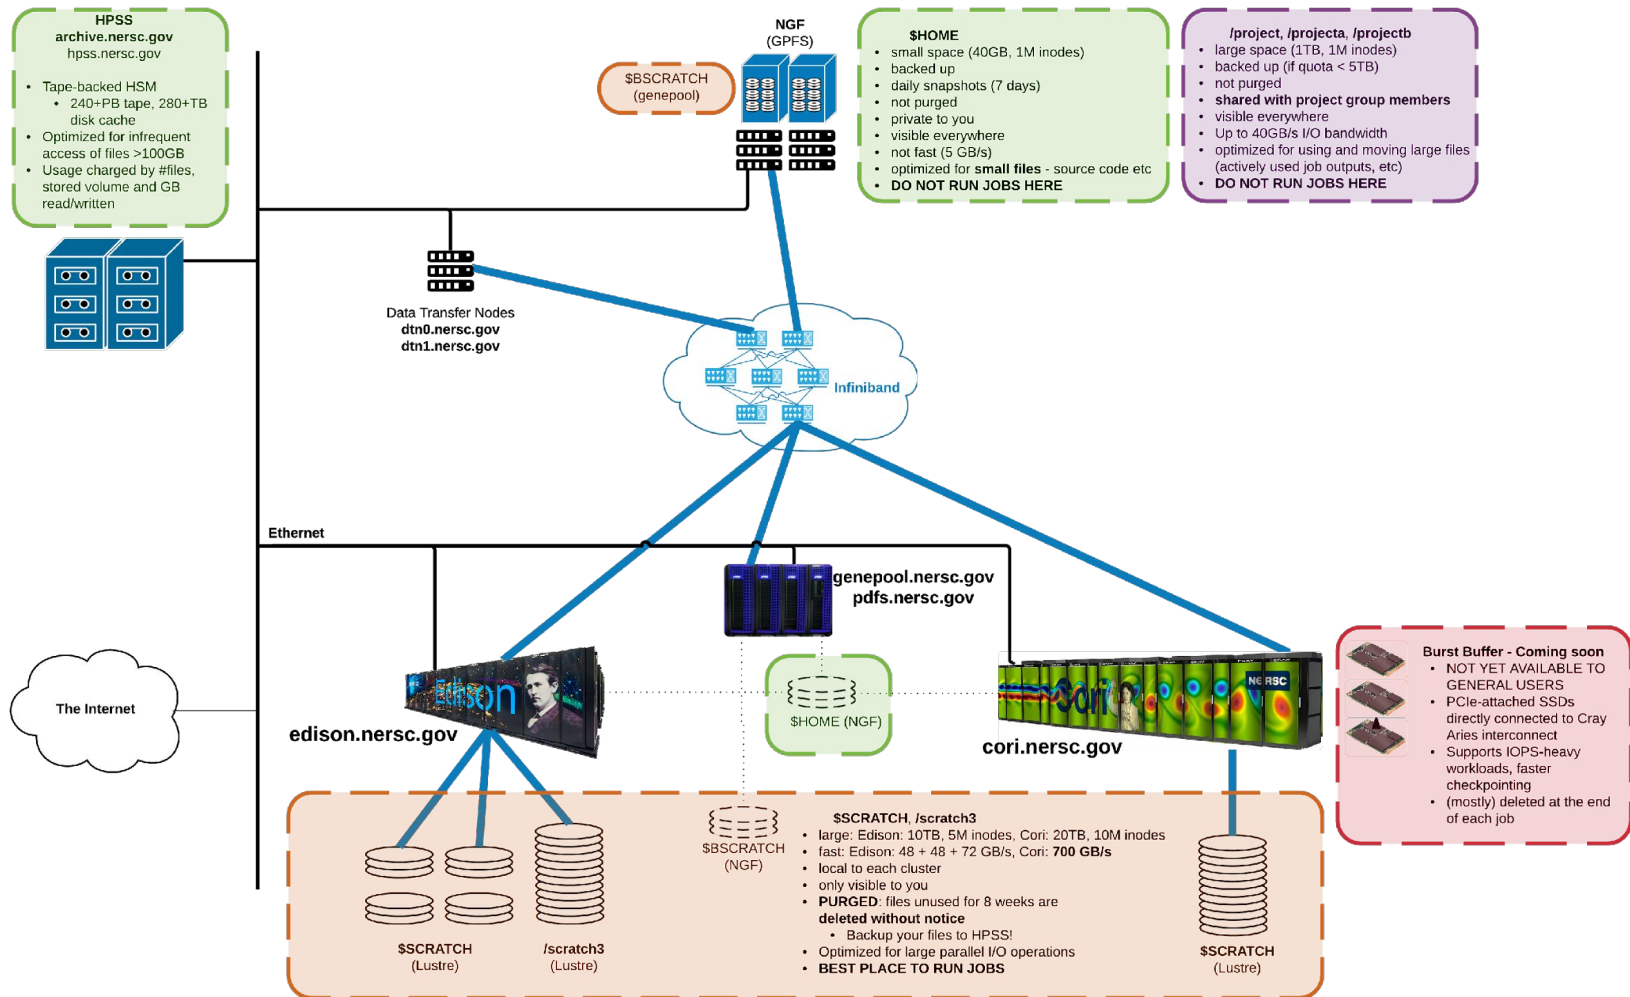 HPSS
archive.nersc.gov
hpss.nersc.gov
• Tape-backed HSM
• 240+PB tape, 280+TB
disk cache
• Optimized for infrequent
access of files >100GB
• Usage charged by #files,
stored volume and GB
read/written
NGF
(GPFS)
$BSCRATCH
(genepool)
$HOME
• small space (40GB, 1M inodes)
• backed up
• daily snapshots (7 days)
• not purged
• private to you
• visible everywhere
• not fast (5 GB/s)
• optimized for small files - source code etc
• DO NOT RUN JOBS HERE
/project, /projecta, /projectb
• large space (1TB, 1M inodes)
• backed up (if quota < 5TB)
• not purged
• shared with project group members
• visible everywhere
• Up to 40GB/s I/O bandwidth
• optimized for using and moving large files
(actively used job outputs, etc)
• DO NOT RUN JOBS HERE
Data Transfer Nodes
dtn0.nersc.gov
dtn1.nersc.gov
Infiniband
Ethernet
genepool.nersc.gov
pdfs.nersc.gov
The Internet
Edison
edison.nersc.gov
$HOME (NGF)
Cori
NERSC
cori.nersc.gov
Burst Buffer - Coming soon
• NOT YET AVAILABLE TO
GENERAL USERS
• PCIe-attached SSDs
directly connected to Cray
Aries interconnect
• Supports IOPS-heavy
workloads, faster
checkpointing
• (mostly) deleted at the end
of each job
$SCRATCH
(Lustre)
/scratch3
(Lustre)
$BSCRATCH
(NGF)
$SCRATCH, /scratch3
• large: Edison: 10TB, 5M inodes, Cori: 20TB, 10M inodes
• fast: Edison: 48 + 48 + 72 GB/s, Cori: 700 GB/s
• local to each cluster
• only visible to you
• PURGED: files unused for 8 weeks are
deleted without notice
• Backup your files to HPSS!
• Optimized for large parallel I/O operations
• BEST PLACE TO RUN JOBS
$SCRATCH
(Lustre)